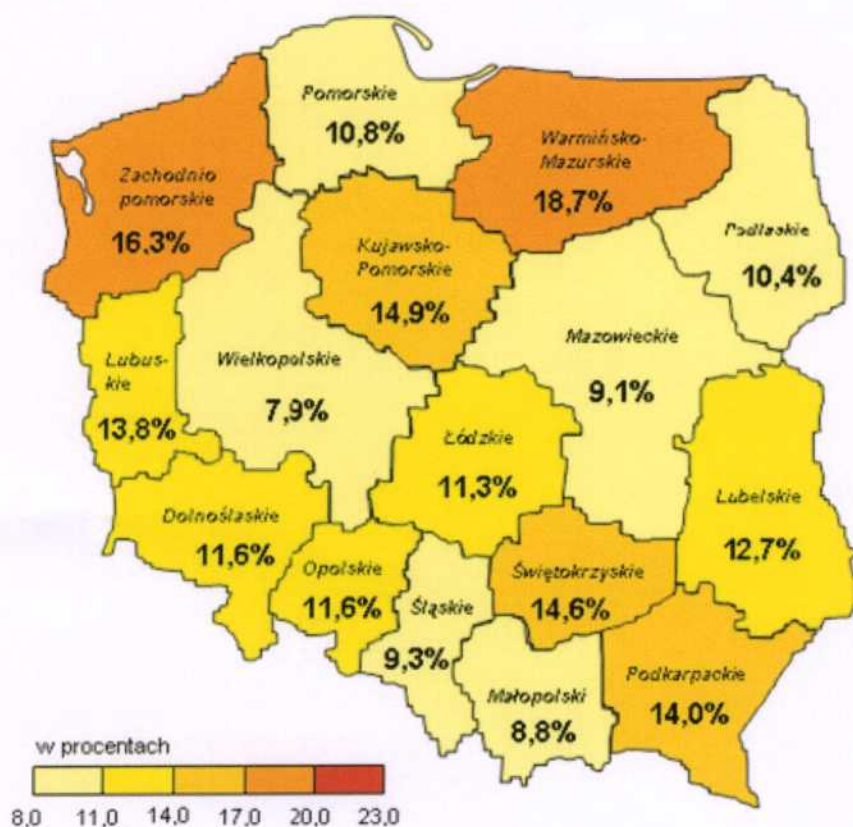 Pomorskie
10,8%
Warmińsko-
Mazurskie
18,7%
Zachodnio
pomorskie
16,3%
Podlaskie
10,4%
Kujawsko-
Pomorskie
14,9%
Mazowieckie
9,1%
Lubus-
kie
13,8%
Wielkopolskie
7,9%
Łódzkie
11,3%
Lubelskie
12,7%
Dolnośląskie
11,6%
Opolskie
11,6%
Śląskie
9,3%
Świętokrzyskie
14,6%
Małopolski
8,8%
Podkarpackie
14,0%
w procentach
8,0 11,0 14,0 17,0 20,0 23,0